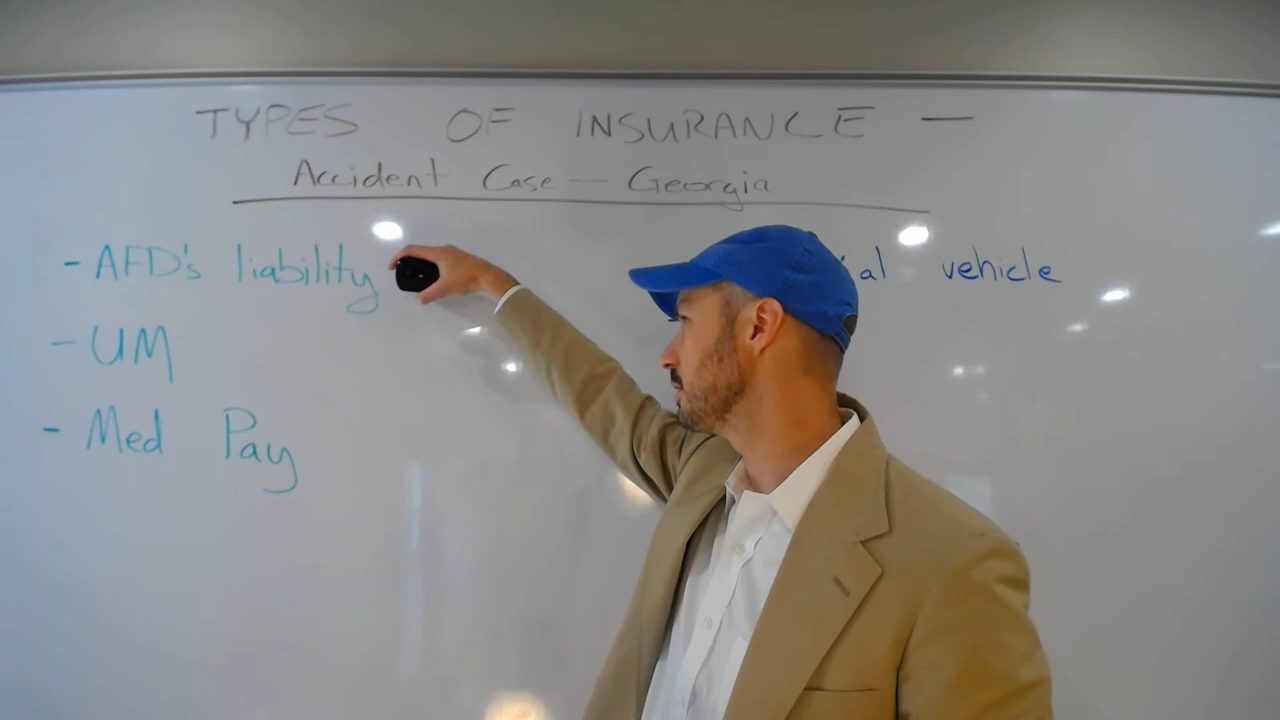 TYPES OF INSURANCE —
Accident Case — Georgia
- AFD's liability
vehicle
- UM
- Med Pay